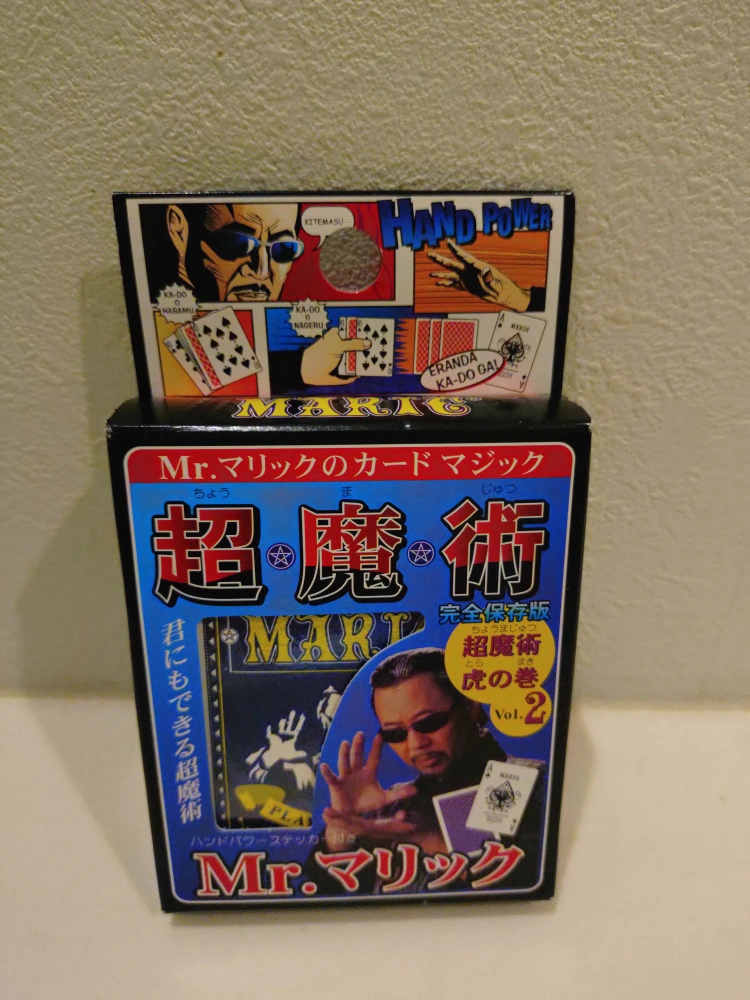 HAND POWER
KITEMASU
KA-DO
O
HASAMU
KA-DO
O
NAGERU
MARIC
ERANDA
KA-DO GA!
MARIC
Mr.マリックのカード マジック
ちょう ま じゅつ
超・魔・術
完全保存版
君にもできる超魔術
MARIC
ちょうまじゅつ
超魔術
とら まき
虎の巻
Vol.2
A
MARIC
PLA
ハンドパワーステッカー付き
Mr.マリック